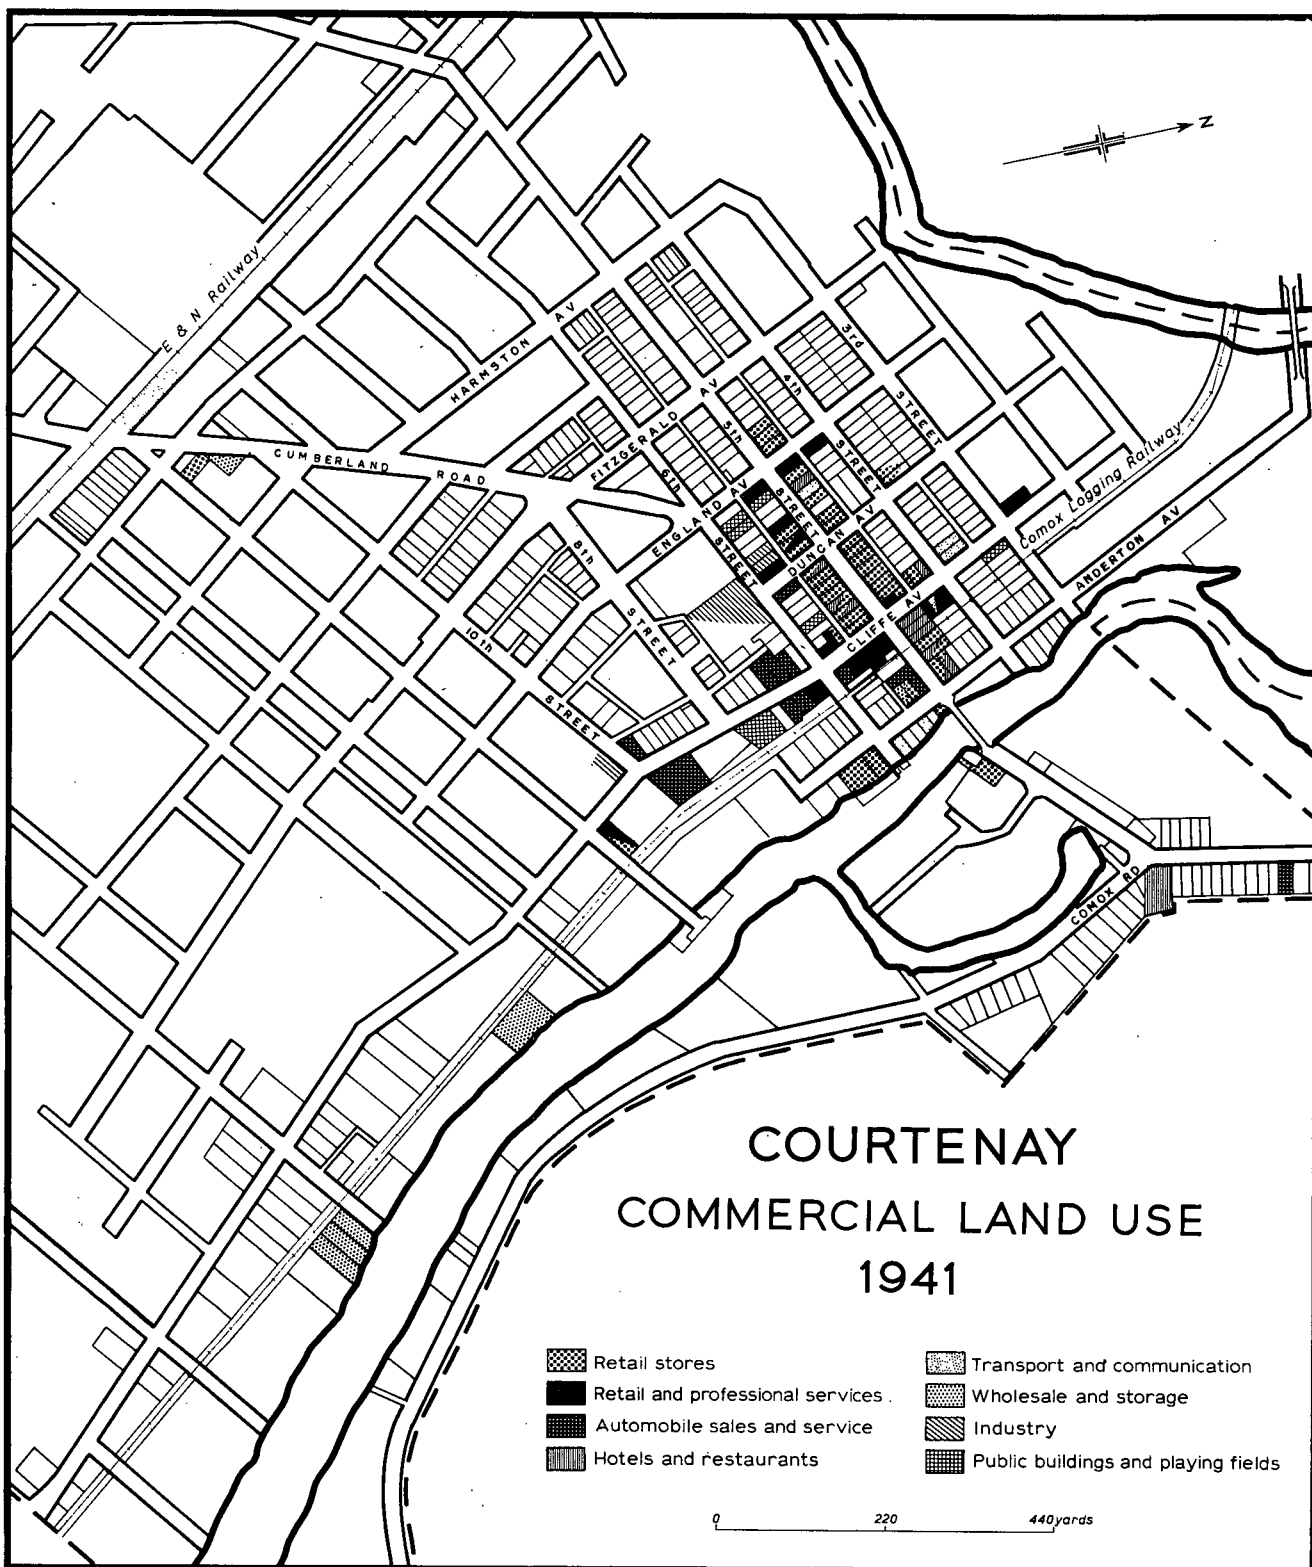 N
E & N Railway
HARMSTON AV
3rd STREET
4th STREET
5th STREET
FITZGERALD AV
CUMBERLAND ROAD
6th STREET
ENGLAND AV
DUNCAN AV
Comox Logging Railway
ANDERTON AV
CLIFFE AV
8th STREET
10th STREET
COMOX RD
COURTENAY
COMMERCIAL LAND USE
1941
Retail stores
Retail and professional services.
Automobile sales and service
Hotels and restaurants
Transport and communication
Wholesale and storage
Industry
Public buildings and playing fields
0 220 440 yards